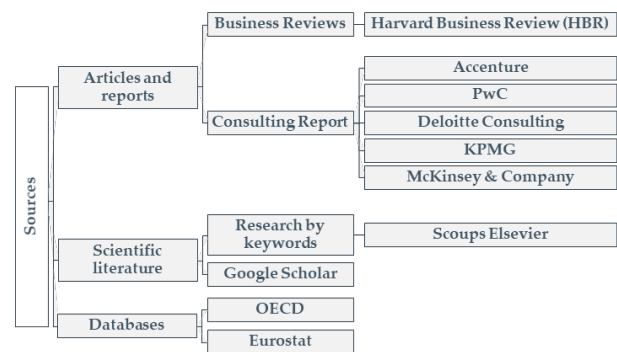 Sources
Articles and
reports
Business Reviews
Harvard Business Review (HBR)
Consulting Report
Accenture
PwC
Deloitte Consulting
KPMG
McKinsey & Company
Scientific
literature
Research by
keywords
Scoups Elsevier
Google Scholar
Databases
OECD
Eurostat